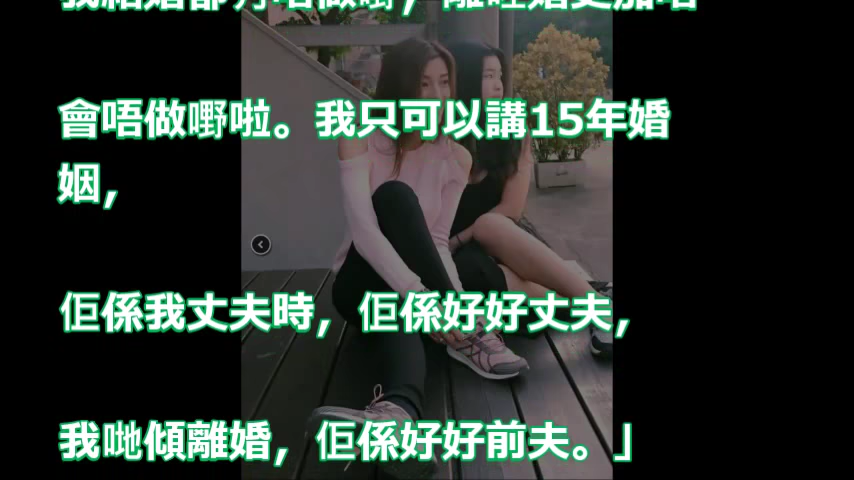 會唔做嘢啦。我只可以講15年婚
姻，
佢係我丈夫時，佢係好好丈夫，
我哋傾離婚，佢係好好前夫。」